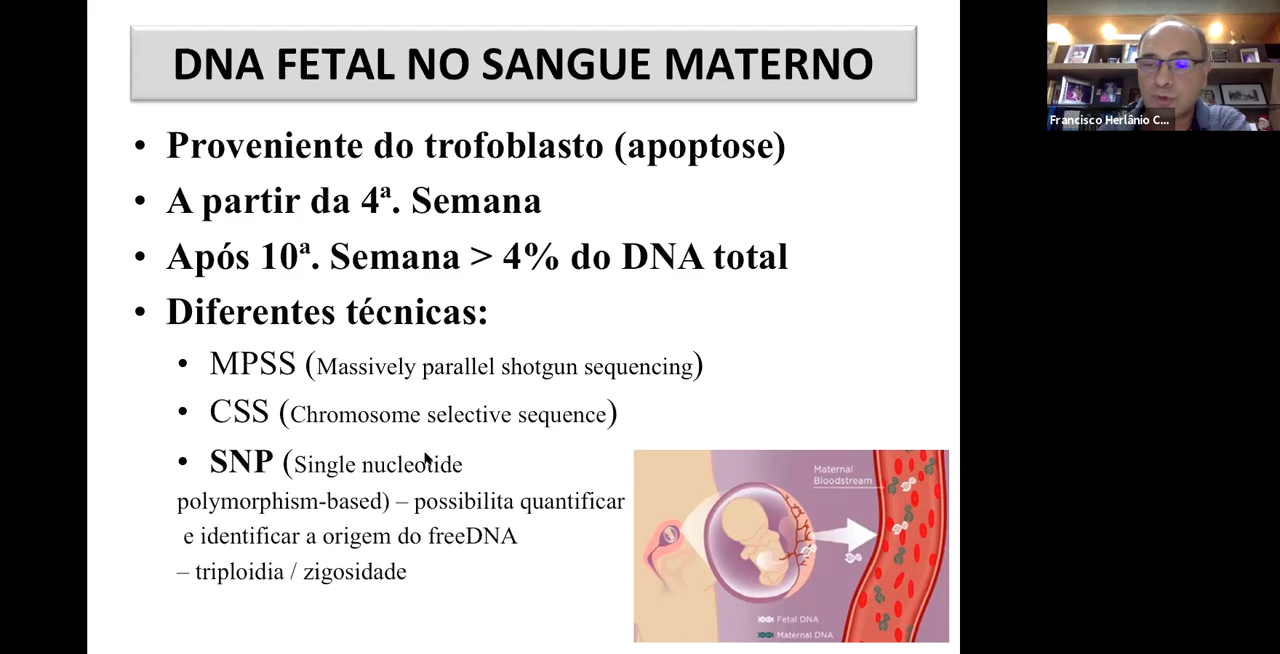 DNA FETAL NO SANGUE MATERNO
• Proveniente do trofoblasto (apoptose)
• A partir da 4ª. Semana
• Após 10ª. Semana > 4% do DNA total
• Diferentes técnicas:
• MPSS (Massively parallel shotgun sequencing)
• CSS (Chromosome selective sequence)
• SNP (Single nucleotide
polymorphism-based) – possibilita quantificar
e identificar a origem do freeDNA
– triploidia / zigosidade
Maternal
Bloodstream
Fetal DNA
Maternal DNA
Francisco Herlânio C...